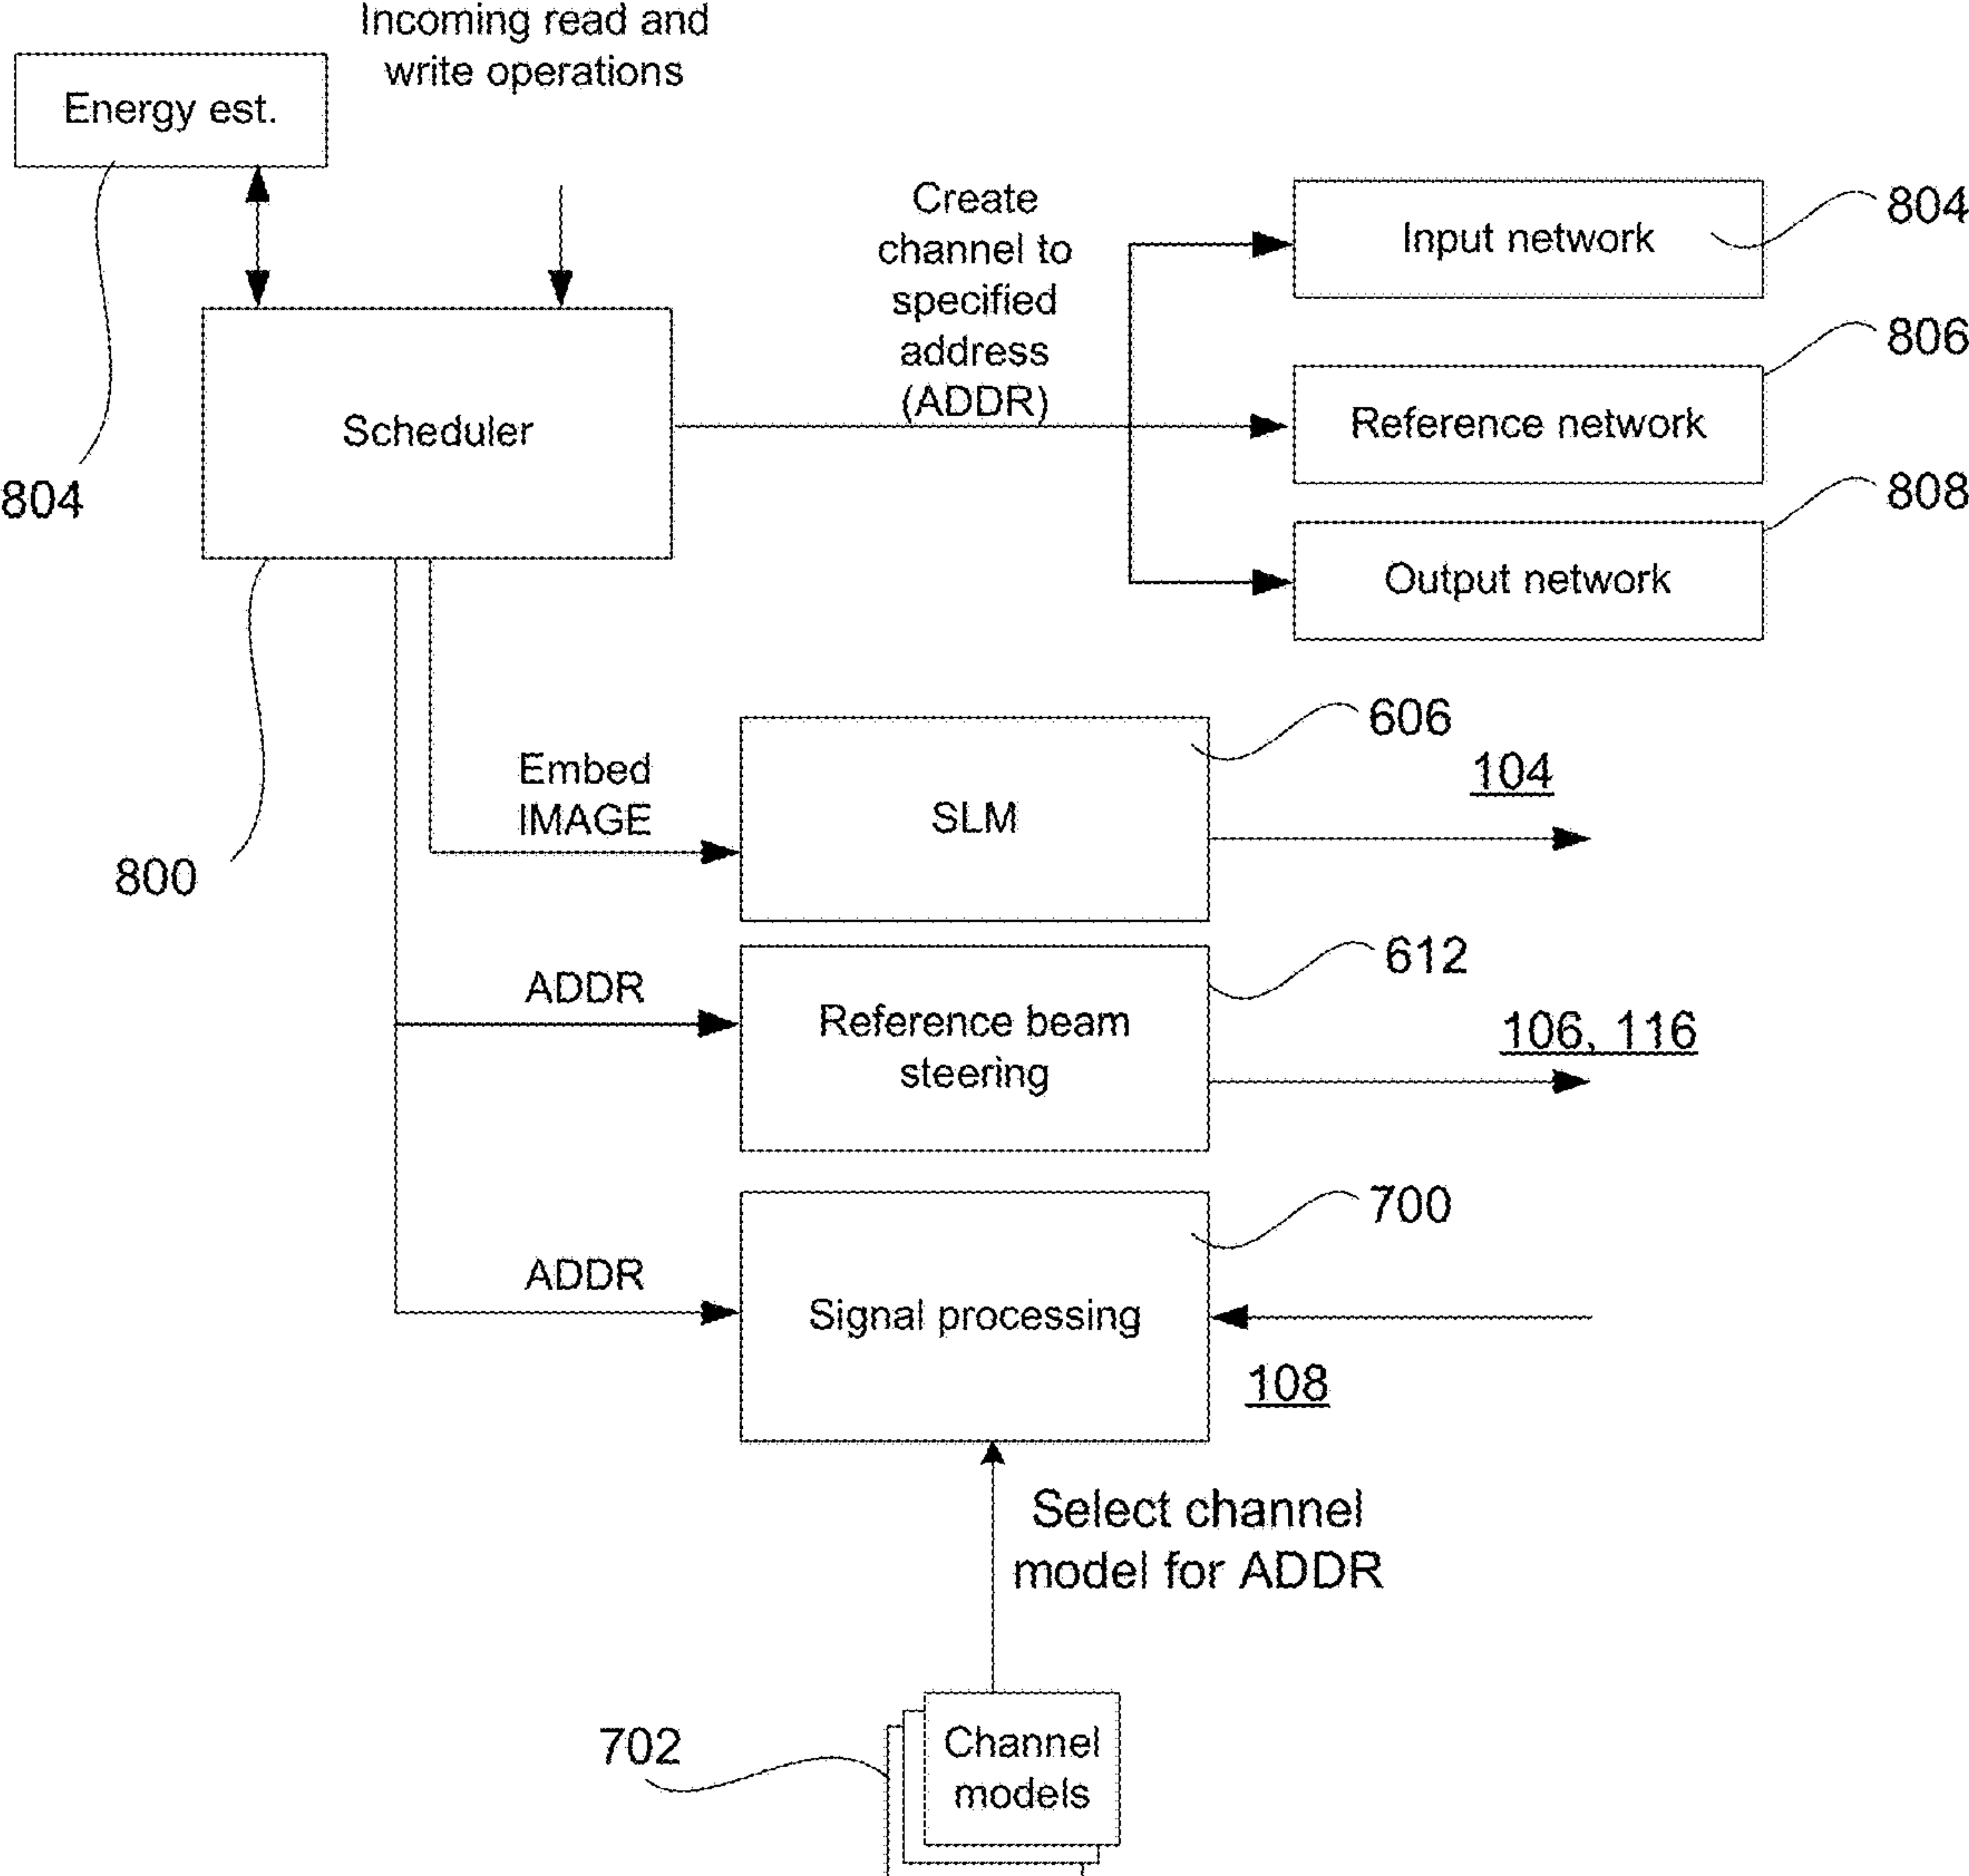 Incoming read and
write operations
Energy est.
Create
channel to
specified
address
(ADDR)
Input network
804
806
Reference network
808
Output network
Scheduler
804
800
606
Embed
IMAGE
SLM
104
612
ADDR
Reference beam
steering
106, 116
700
ADDR
Signal processing
108
Select channel
model for ADDR
702
Channel
models